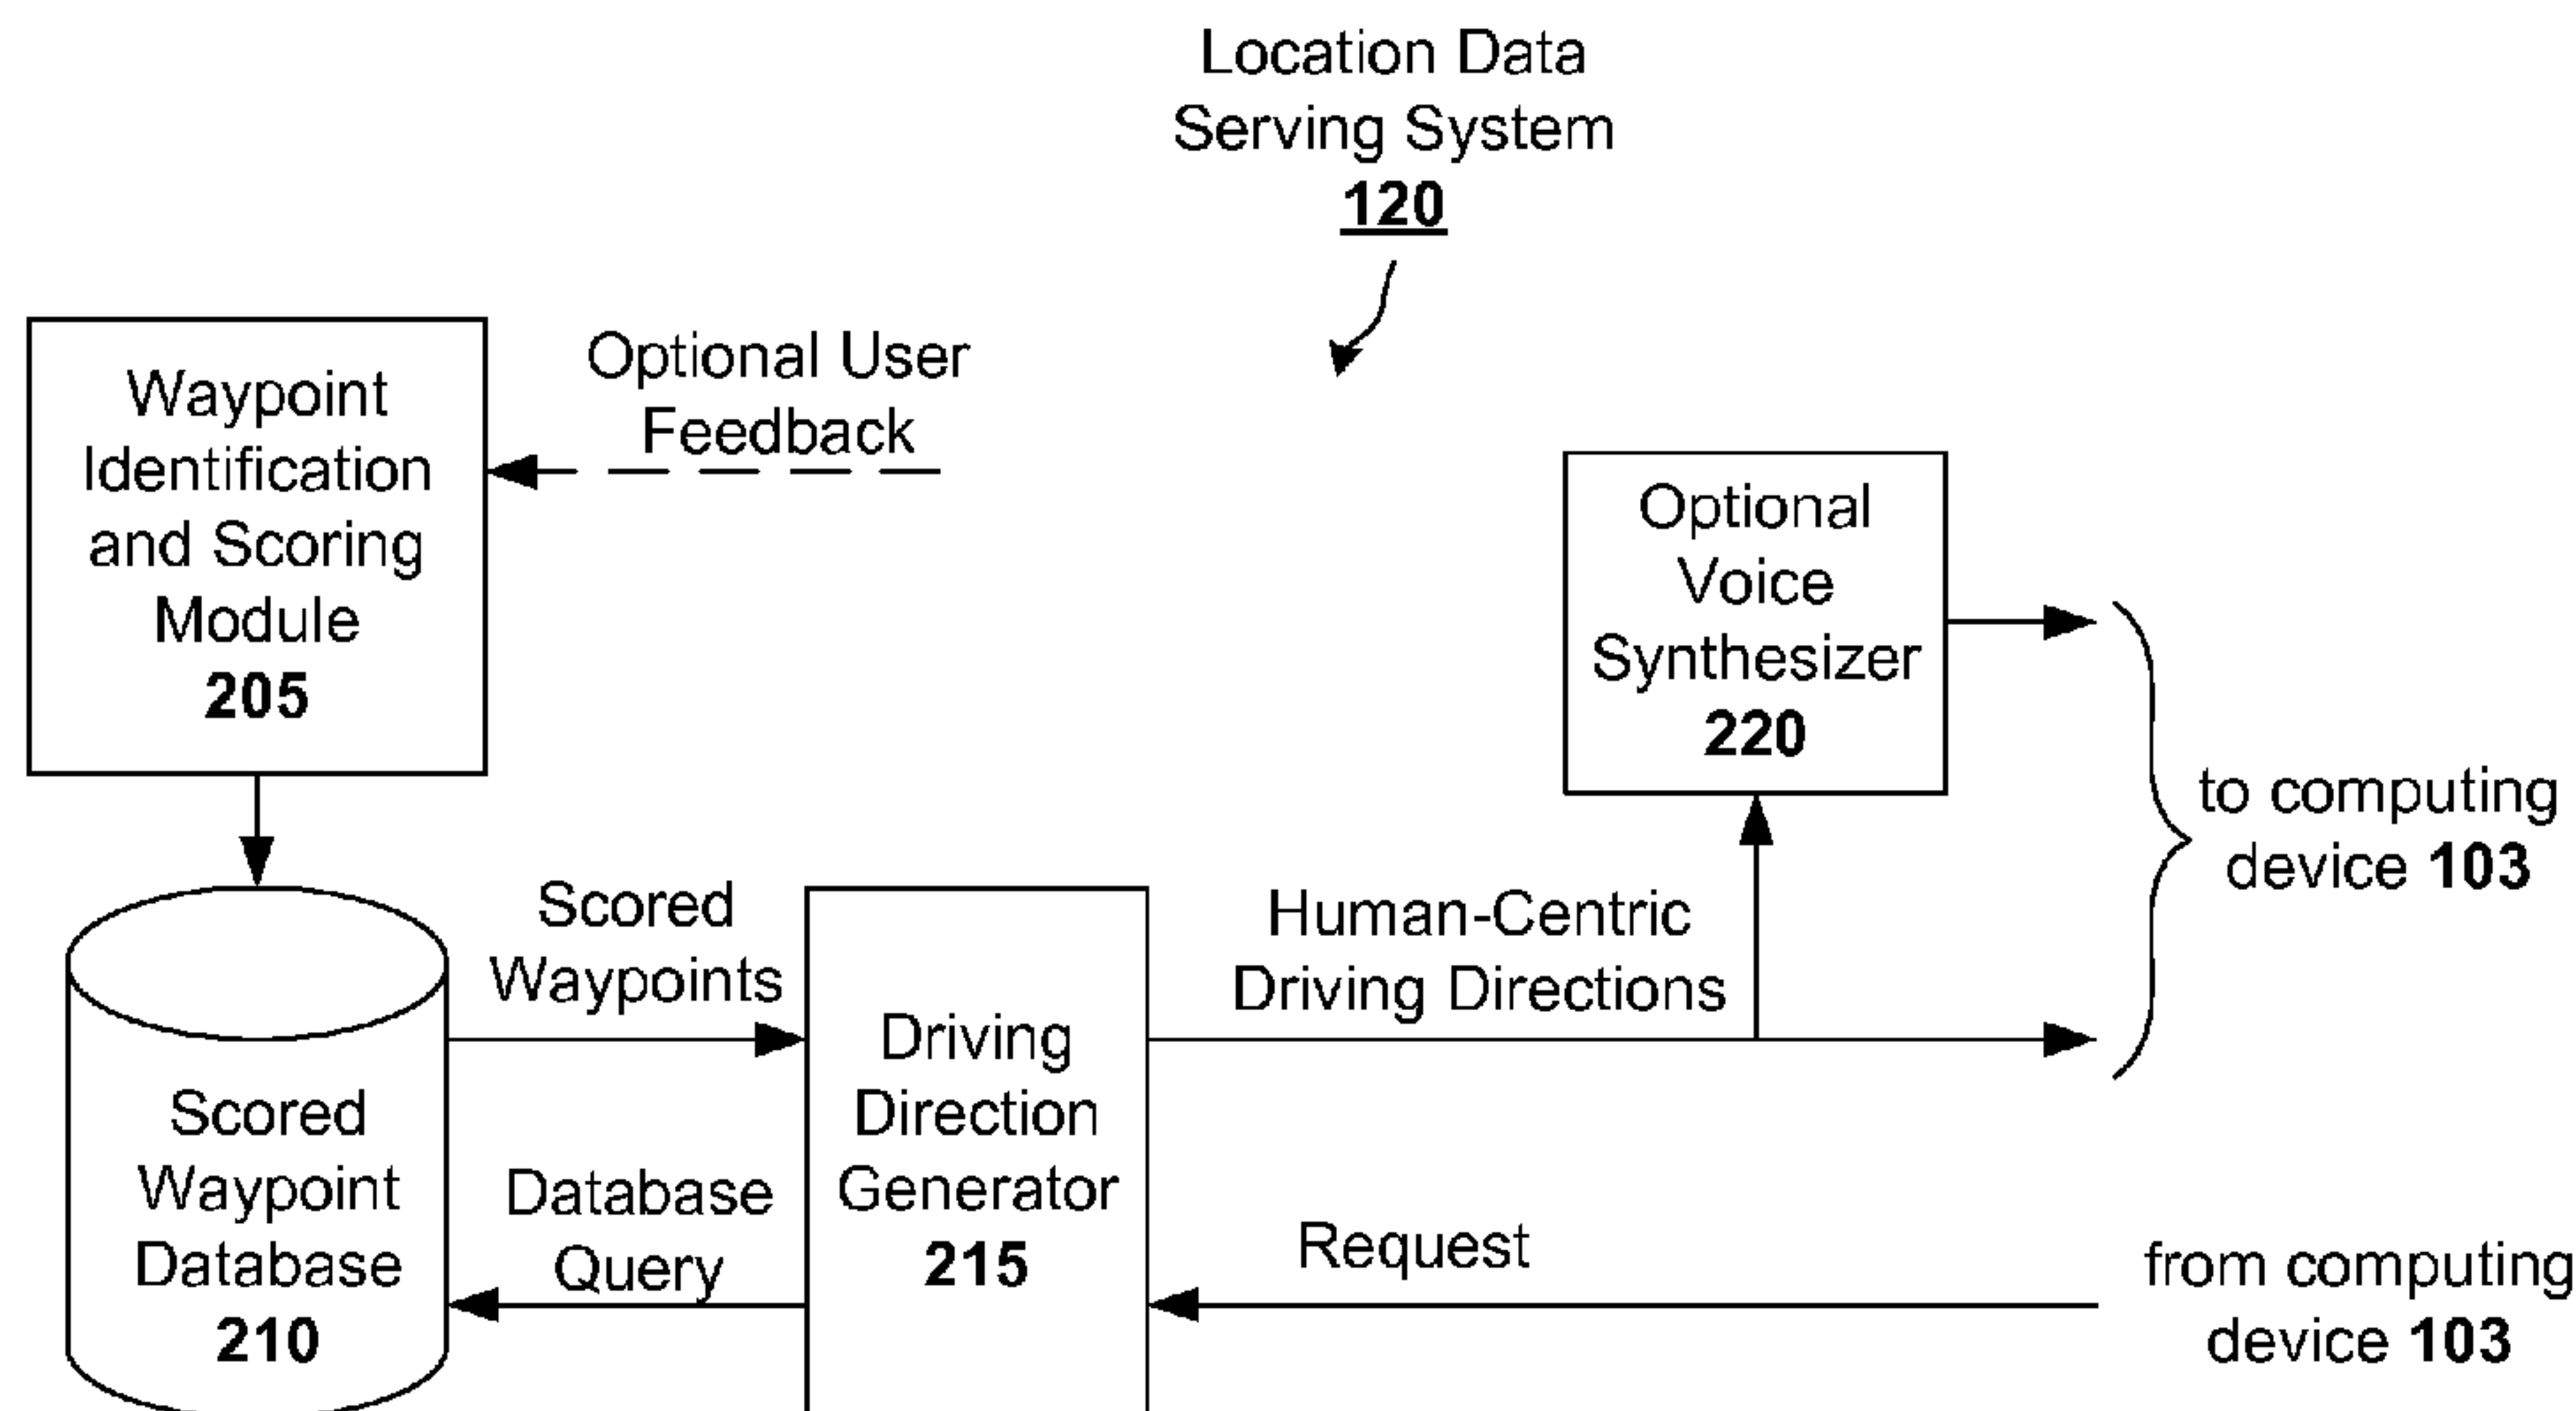 Location Data
Serving System
120
Waypoint
Identification
and Scoring
Module
205
Optional User
Feedback
Optional
Voice
Synthesizer
220
to computing
device 103
Scored
Waypoints
Human-Centric
Driving Directions
Scored
Waypoint
Database
210
Database
Query
Driving
Direction
Generator
215
Request
from computing
device 103